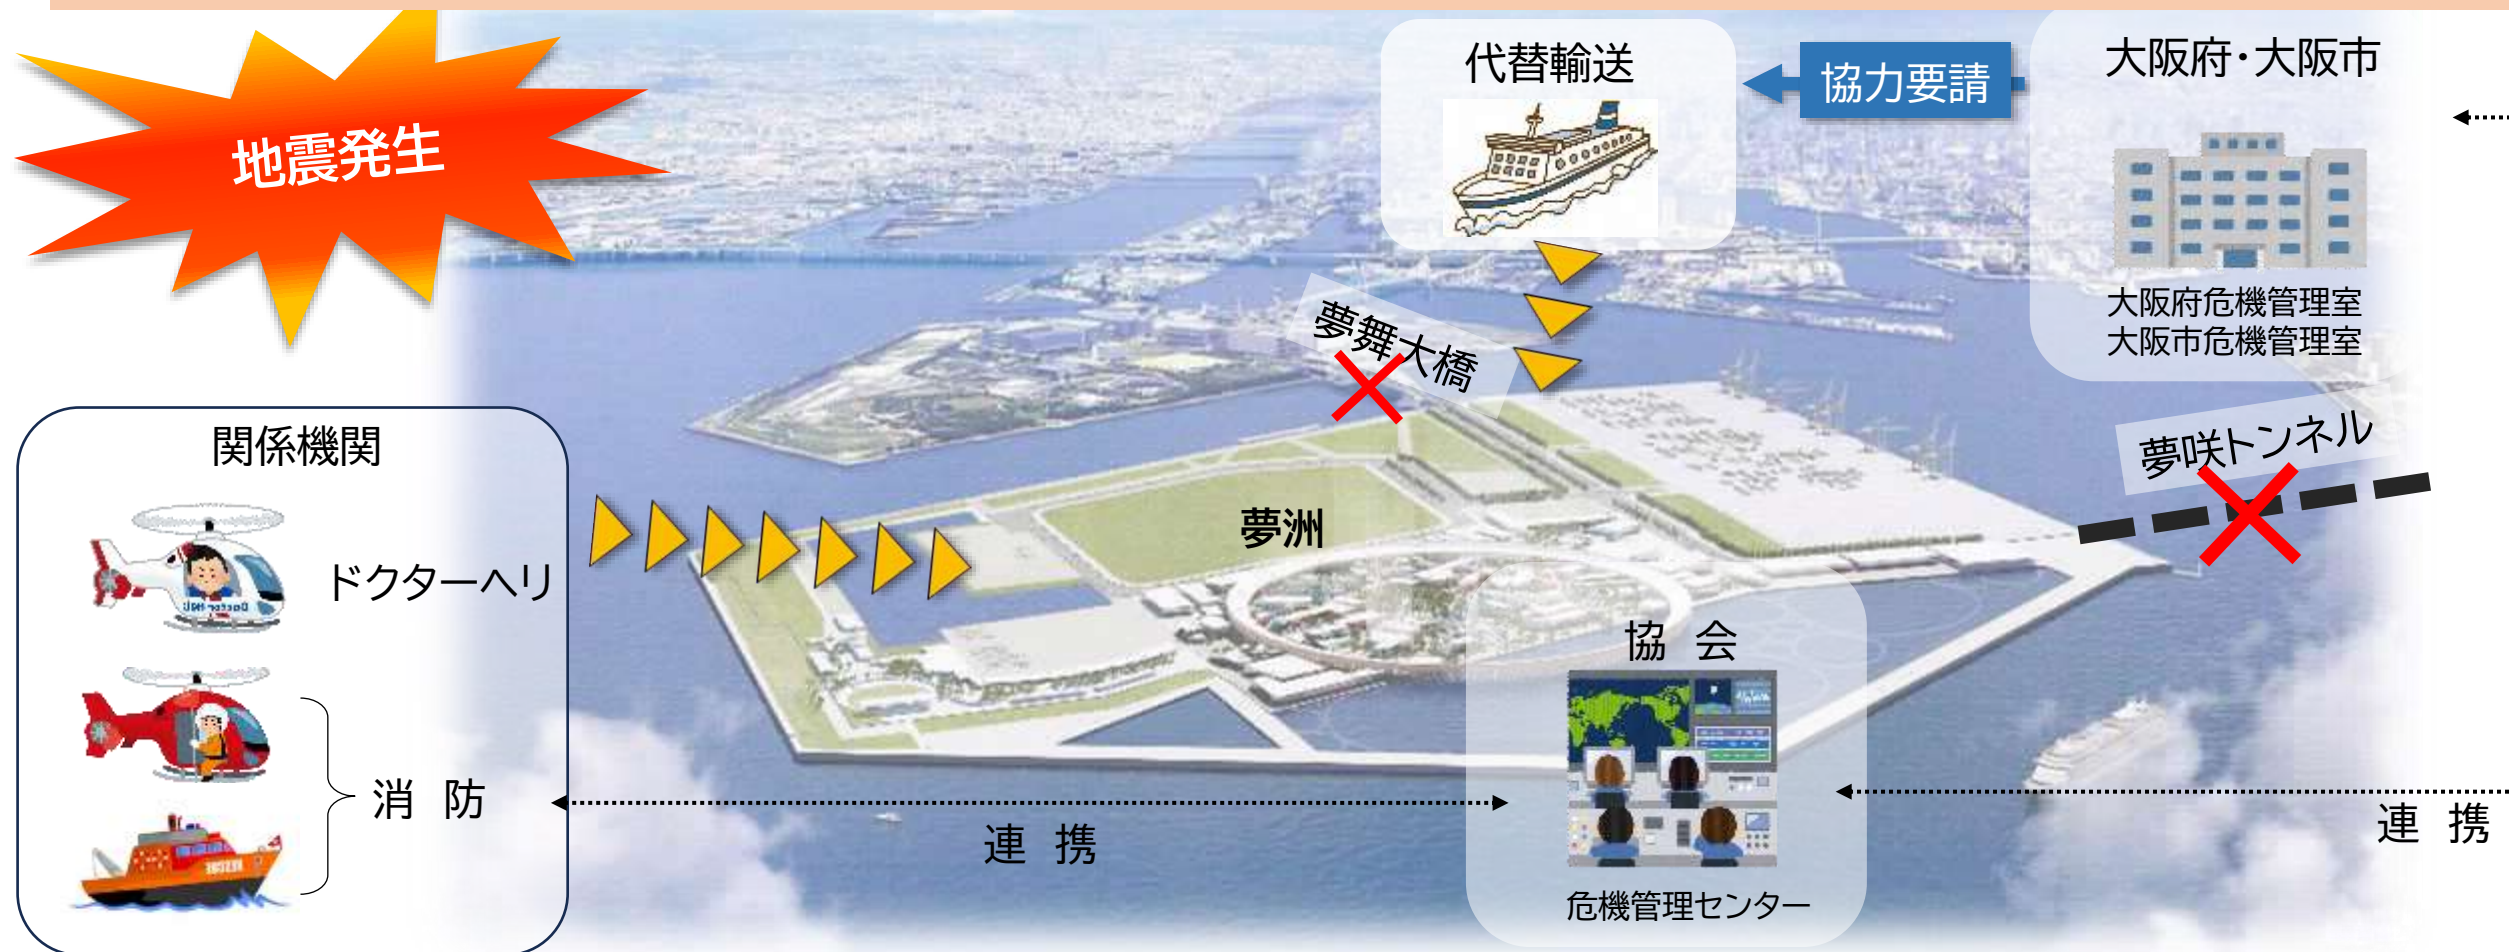 地震発生
代替輸送
協力要請
大阪府・大阪市
大阪府危機管理室
大阪市危機管理室
夢舞大橋
夢咲トンネル
夢洲
関係機関
ドクターヘリ
消 防
連 携
協 会
危機管理センター
連 携